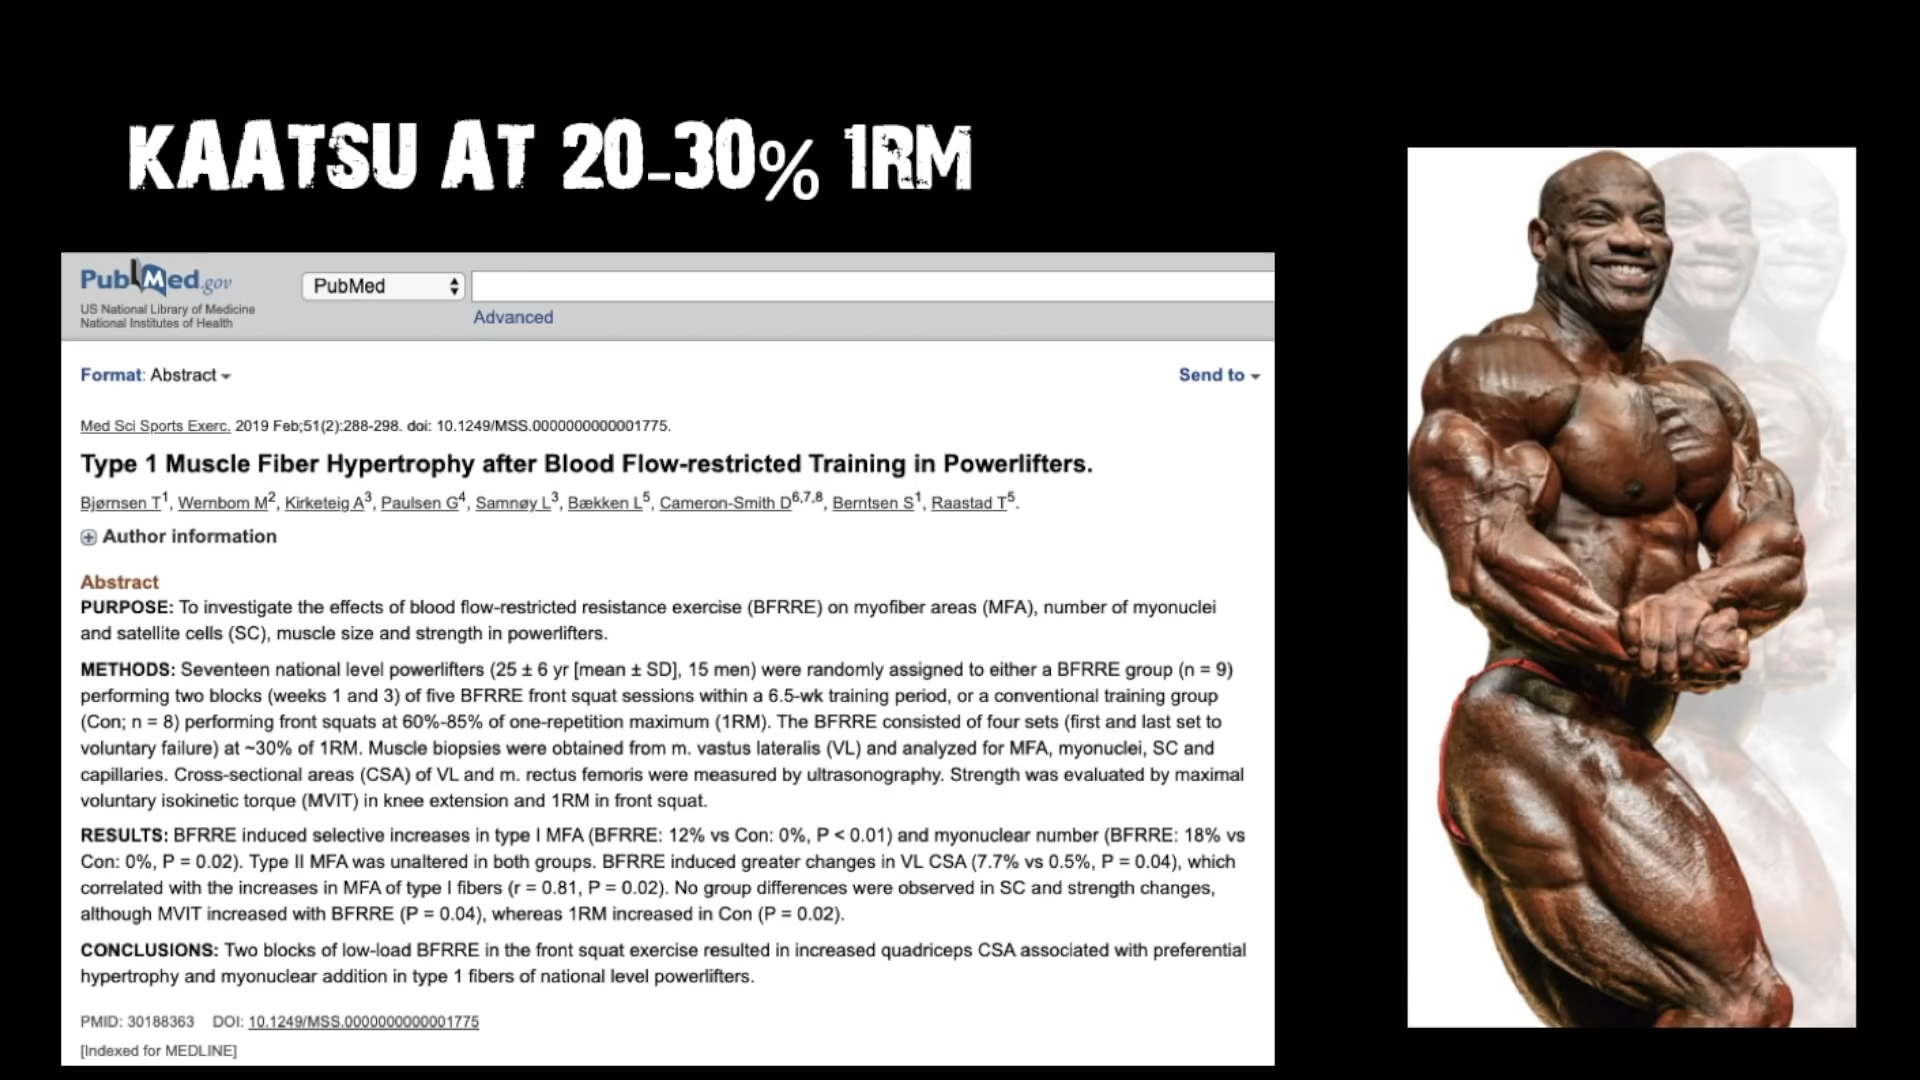 KAATSU AT 20-30% 1RM
PubMed.gov
US National Library of Medicine
National Institutes of Health
PubMed
Advanced
Format: Abstract
Send to
Med Sci Sports Exerc. 2019 Feb;51(2):288-298. doi: 10.1249/MSS.0000000000001775.
Type 1 Muscle Fiber Hypertrophy after Blood Flow-restricted Training in Powerlifters.
Bjørnsen T1, Wernbom M2, Kirketeig A3, Paulsen G4, Samnøy L3, Bækken L5, Cameron-Smith D6,7,8, Berntsen S1, Raastad T5.
Author information
Abstract
PURPOSE: To investigate the effects of blood flow-restricted resistance exercise (BFRRE) on myofiber areas (MFA), number of myonuclei
and satellite cells (SC), muscle size and strength in powerlifters.
METHODS: Seventeen national level powerlifters (25 ± 6 yr [mean ± SD], 15 men) were randomly assigned to either a BFRRE group (n = 9)
performing two blocks (weeks 1 and 3) of five BFRRE front squat sessions within a 6.5-wk training period, or a conventional training group
(Con; n = 8) performing front squats at 60%-85% of one-repetition maximum (1RM). The BFRRE consisted of four sets (first and last set to
voluntary failure) at ~30% of 1RM. Muscle biopsies were obtained from m. vastus lateralis (VL) and analyzed for MFA, myonuclei, SC and
capillaries. Cross-sectional areas (CSA) of VL and m. rectus femoris were measured by ultrasonography. Strength was evaluated by maximal
voluntary isokinetic torque (MVIT) in knee extension and 1RM in front squat.
RESULTS: BFRRE induced selective increases in type I MFA (BFRRE: 12% vs Con: 0%, P < 0.01) and myonuclear number (BFRRE: 18% vs
Con: 0%, P = 0.02). Type II MFA was unaltered in both groups. BFRRE induced greater changes in VL CSA (7.7% vs 0.5%, P = 0.04), which
correlated with the increases in MFA of type I fibers (r = 0.81, P = 0.02). No group differences were observed in SC and strength changes,
although MVIT increased with BFRRE (P = 0.04), whereas 1RM increased in Con (P = 0.02).
CONCLUSIONS: Two blocks of low-load BFRRE in the front squat exercise resulted in increased quadriceps CSA associated with preferential
hypertrophy and myonuclear addition in type 1 fibers of national level powerlifters.
PMID: 30188363 DOI: 10.1249/MSS.0000000000001775
[Indexed for MEDLINE]